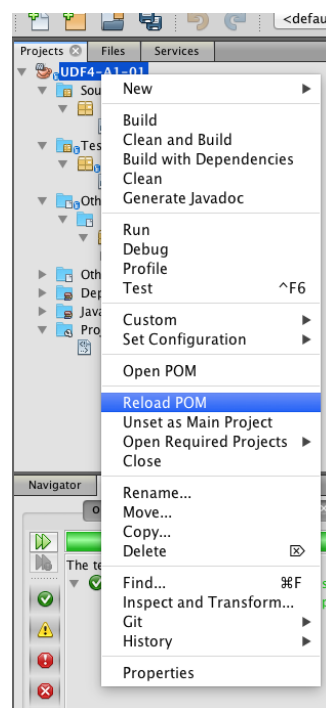 <defau
Projects Files Services
UDF4-A1-01
Sou
New
Build
Clean and Build
Tes
Build with Dependencies
Clean
Oth
Generate Javadoc
Run
Debug
Profile
Oth
Test ^F6
Dep
Java
Custom
Pro
Set Configuration
Open POM
Reload POM
Unset as Main Project
Open Required Projects
Close
Navigator
Rename...
O
Move...
Copy...
Delete
The te
Find... ⌘F
Inspect and Transform...
Git
History
Properties